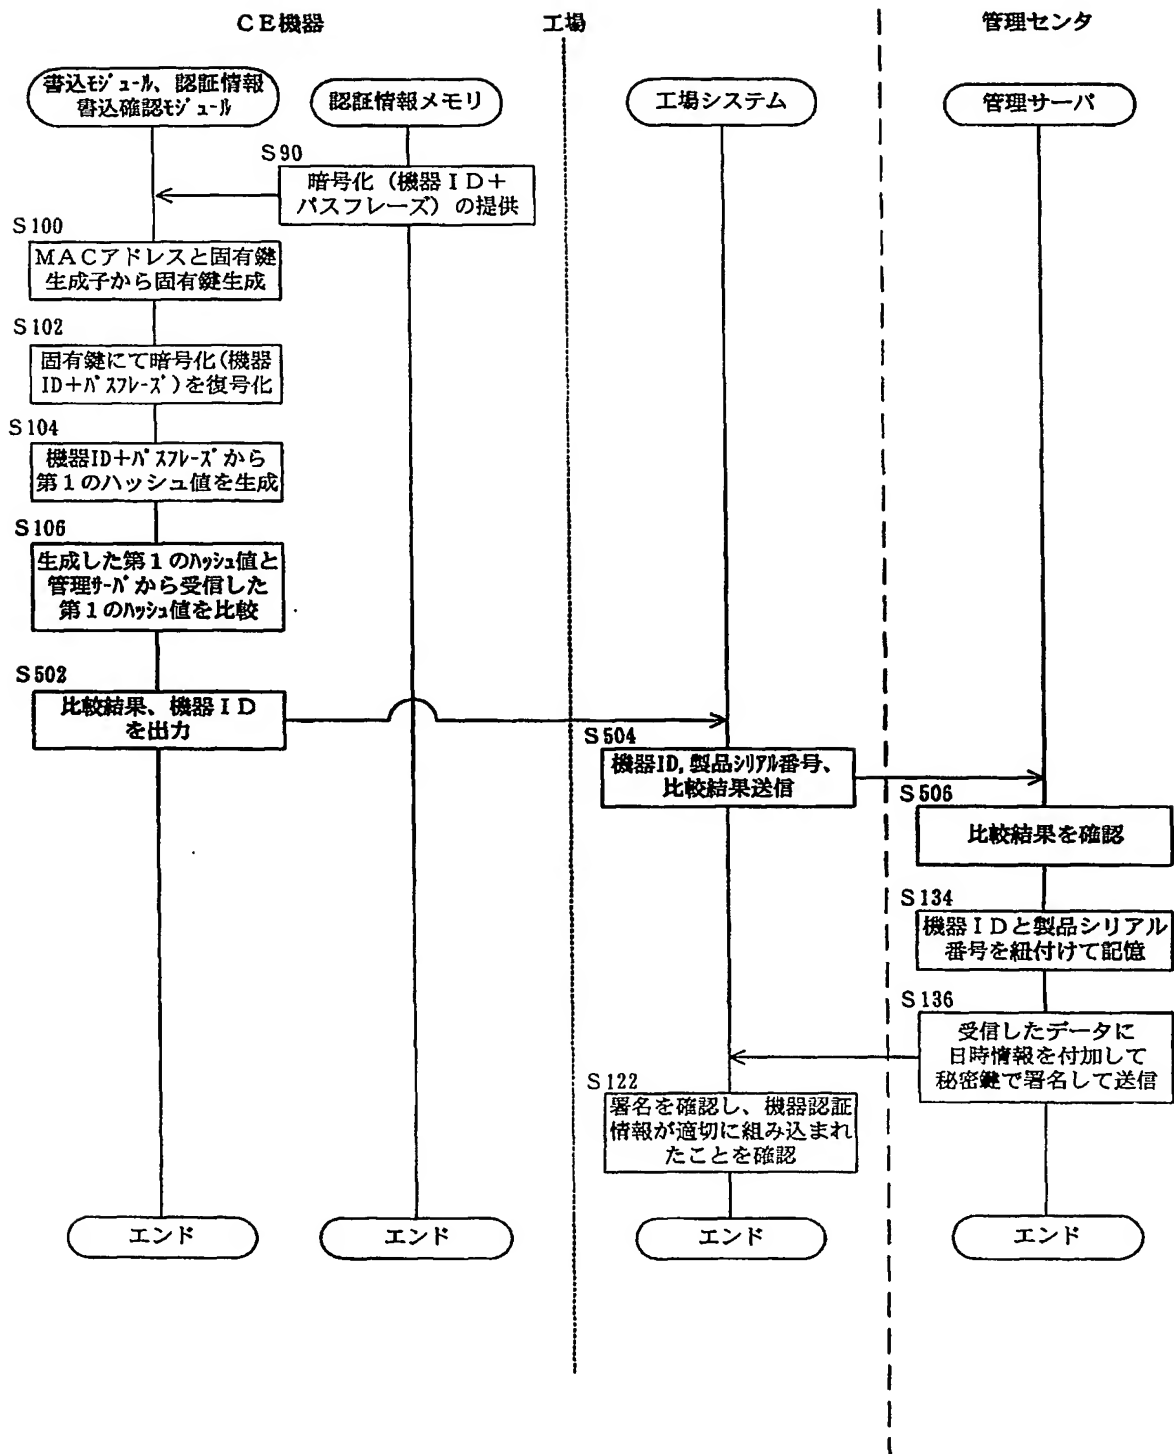 ＣＥ機器
工場
管理センタ
書込ﾓｼﾞｭｰﾙ、認証情報
書込確認ﾓｼﾞｭｰﾙ
認証情報メモリ
工場システム
管理サーバ
S90
暗号化（機器ＩＤ＋
パスフレーズ）の提供
S100
ＭＡＣアドレスと固有鍵
生成子から固有鍵生成
S102
固有鍵にて暗号化(機器
ID+ﾊﾟｽﾌﾚｰｽﾞ)を復号化
S104
機器ID+ﾊﾟｽﾌﾚｰｽﾞから
第１のハッシュ値を生成
S106
生成した第１のﾊｯｼｭ値と
管理ｻｰﾊﾞから受信した
第１のﾊｯｼｭ値を比較
S502
比較結果、機器ＩＤ
を出力
S504
機器ID,製品ｼﾘｱﾙ番号、
比較結果送信
S506
比較結果を確認
S134
機器ＩＤと製品シリアル
番号を紐付けて記憶
S136
受信したデータに
日時情報を付加して
秘密鍵で署名して送信
S122
署名を確認し、機器認証
情報が適切に組み込まれ
たことを確認
エンド
エンド
エンド
エンド